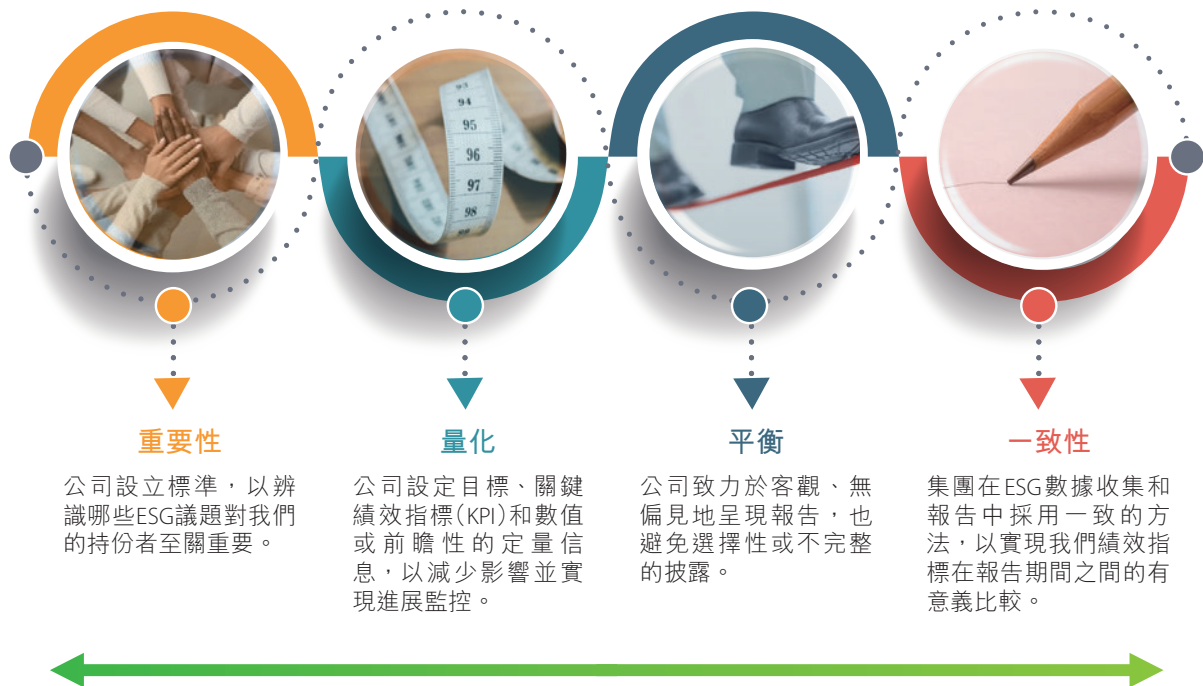 93
94
95
96
97
98
重要性
公司設立標準，以辨
識哪些ESG議題對我們
的持份者至關重要。
量化
公司設定目標、關鍵
績效指標(KPI)和數值
或前瞻性的定量信
息，以減少影響並實
現進展監控。
平衡
公司致力於客觀、無
偏見地呈現報告，也
避免選擇性或不完整
的披露。
一致性
集團在ESG數據收集和
報告中採用一致的方
法，以實現我們績效指
標在報告期間之間的有
意義比較。